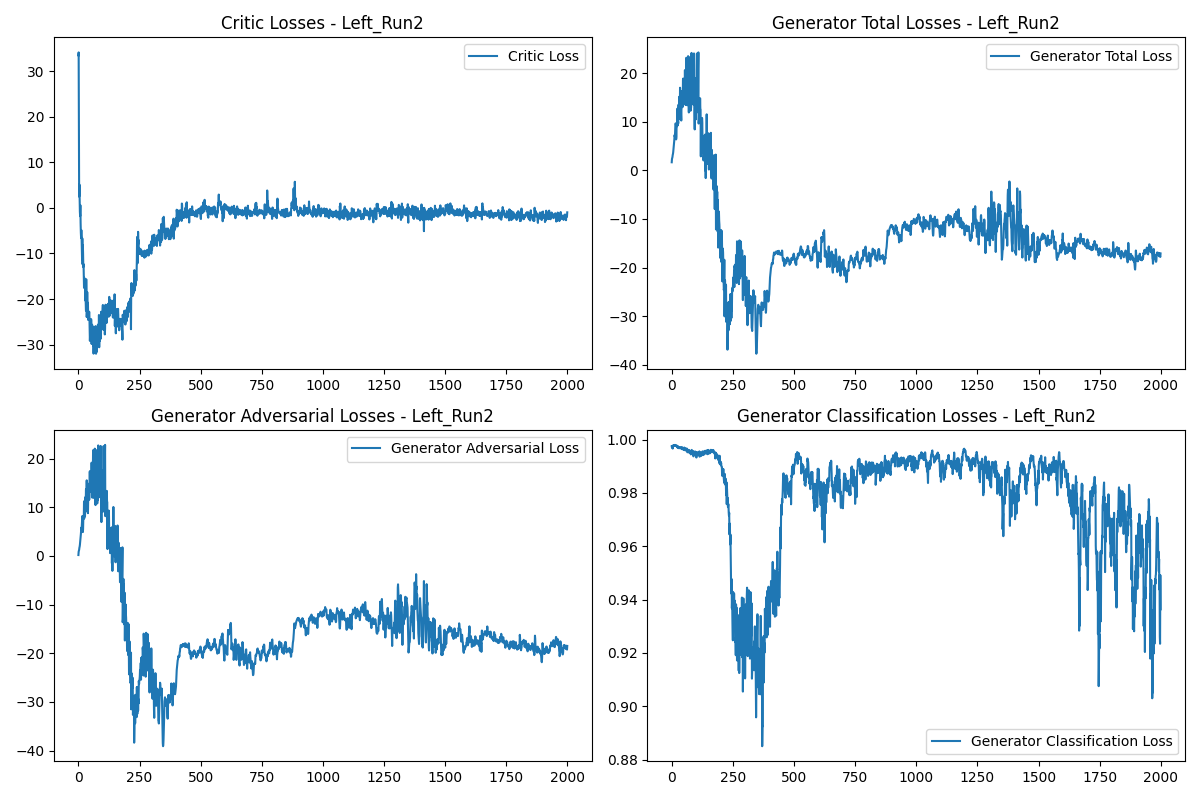 Critic Losses - Left_Run2
Critic Loss
30
20
10
0
−10
−20
−30
0 250 500 750 1000 1250 1500 1750 2000
Generator Total Losses - Left_Run2
Generator Total Loss
20
10
0
−10
−20
−30
−40
0 250 500 750 1000 1250 1500 1750 2000
Generator Adversarial Losses - Left_Run2
Generator Adversarial Loss
20
10
0
−10
−20
−30
−40
0 250 500 750 1000 1250 1500 1750 2000
Generator Classification Losses - Left_Run2
1.00
0.98
0.96
0.94
0.92
0.90
0.88
Generator Classification Loss
0 250 500 750 1000 1250 1500 1750 2000